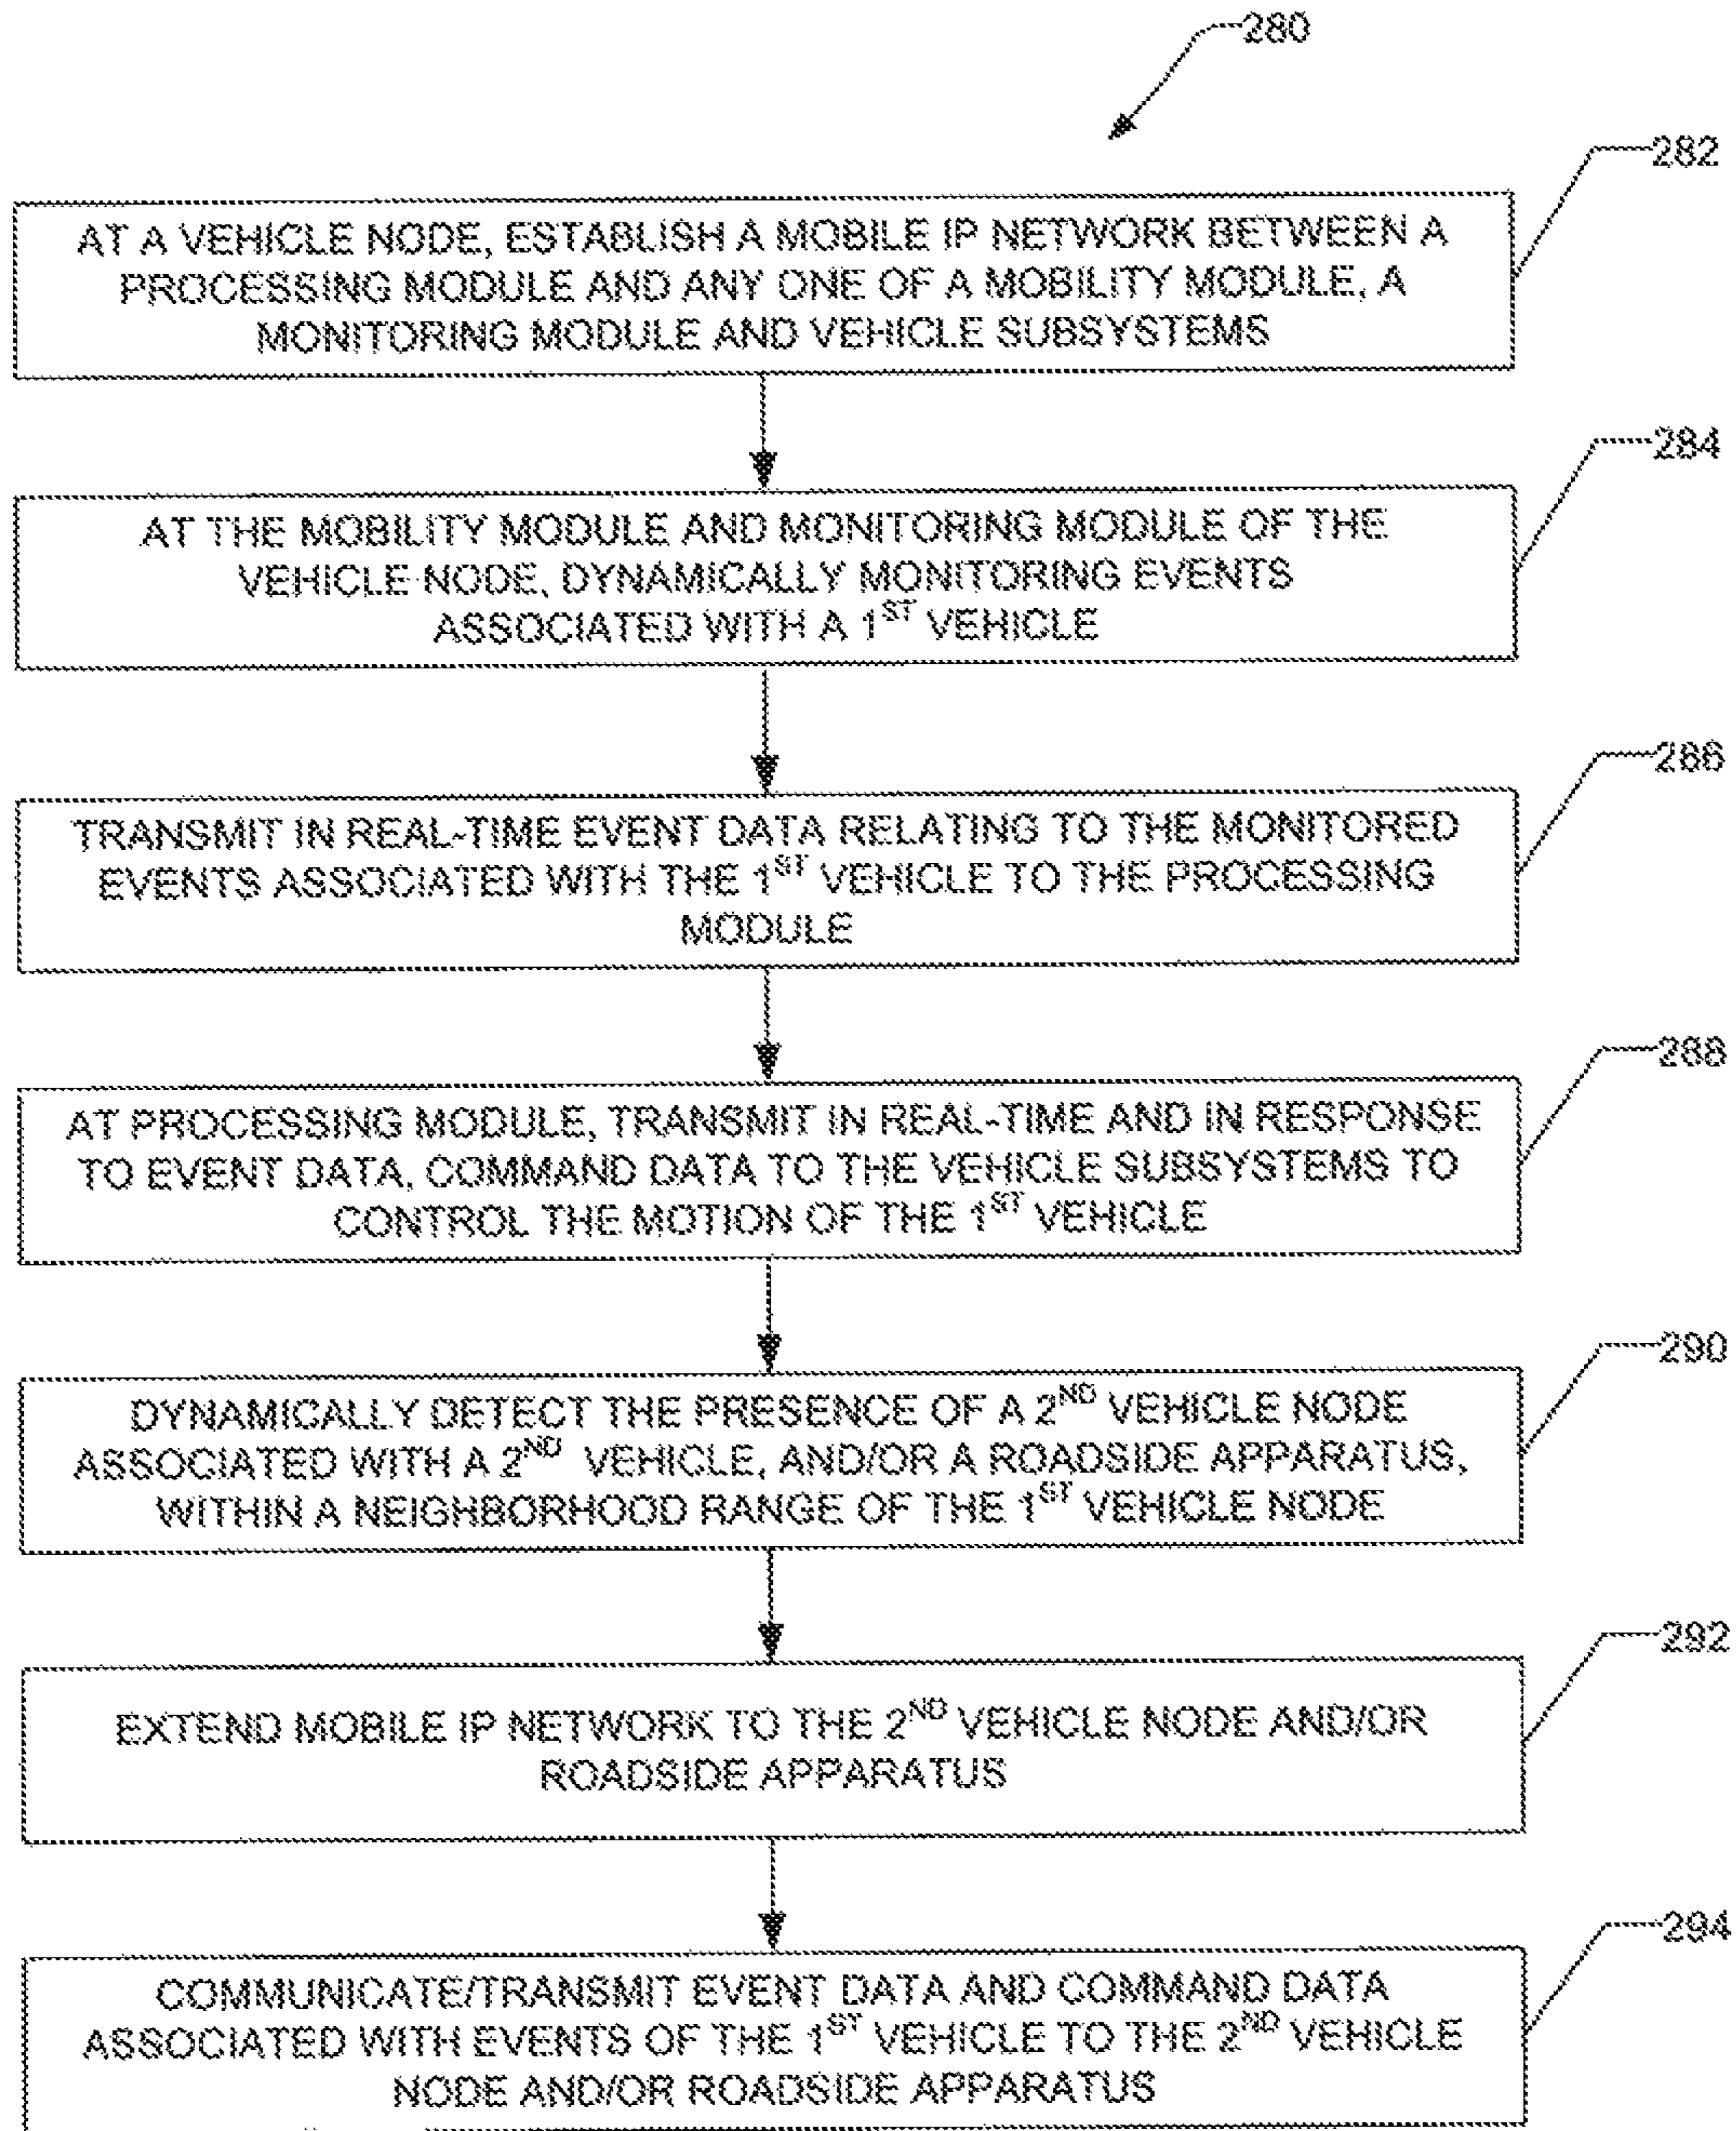 280
282
AT A VEHICLE NODE, ESTABLISH A MOBILE IP NETWORK BETWEEN A
PROCESSING MODULE AND ANY ONE OF A MOBILITY MODULE, A
MONITORING MODULE AND VEHICLE SUBSYSTEMS
284
AT THE MOBILITY MODULE AND MONITORING MODULE OF THE
VEHICLE NODE, DYNAMICALLY MONITORING EVENTS
ASSOCIATED WITH A 1ST VEHICLE
286
TRANSMIT IN REAL-TIME EVENT DATA RELATING TO THE MONITORED
EVENTS ASSOCIATED WITH THE 1ST VEHICLE TO THE PROCESSING
MODULE
288
AT PROCESSING MODULE, TRANSMIT IN REAL-TIME AND IN RESPONSE
TO EVENT DATA, COMMAND DATA TO THE VEHICLE SUBSYSTEMS TO
CONTROL THE MOTION OF THE 1ST VEHICLE
290
DYNAMICALLY DETECT THE PRESENCE OF A 2ND VEHICLE NODE
ASSOCIATED WITH A 2ND VEHICLE, AND/OR A ROADSIDE APPARATUS,
WITHIN A NEIGHBORHOOD RANGE OF THE 1ST VEHICLE NODE
292
EXTEND MOBILE IP NETWORK TO THE 2ND VEHICLE NODE AND/OR
ROADSIDE APPARATUS
294
COMMUNICATE/TRANSMIT EVENT DATA AND COMMAND DATA
ASSOCIATED WITH EVENTS OF THE 1ST VEHICLE TO THE 2ND VEHICLE
NODE AND/OR ROADSIDE APPARATUS